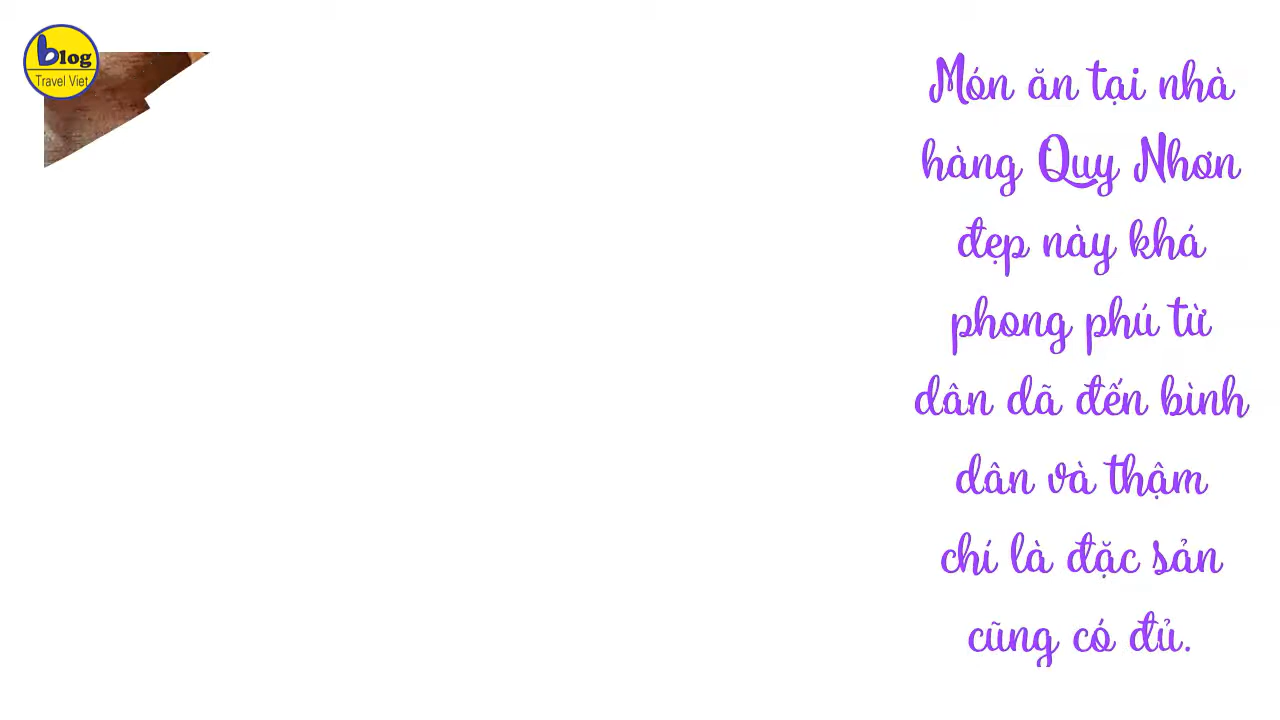 blog
Travel Viet
Món ăn tại nhà
hàng Quy Nhơn
đẹp này khá
phong phú từ
dân dã đến bình
dân và thậm
chí là đặc sản
cũng có đủ.